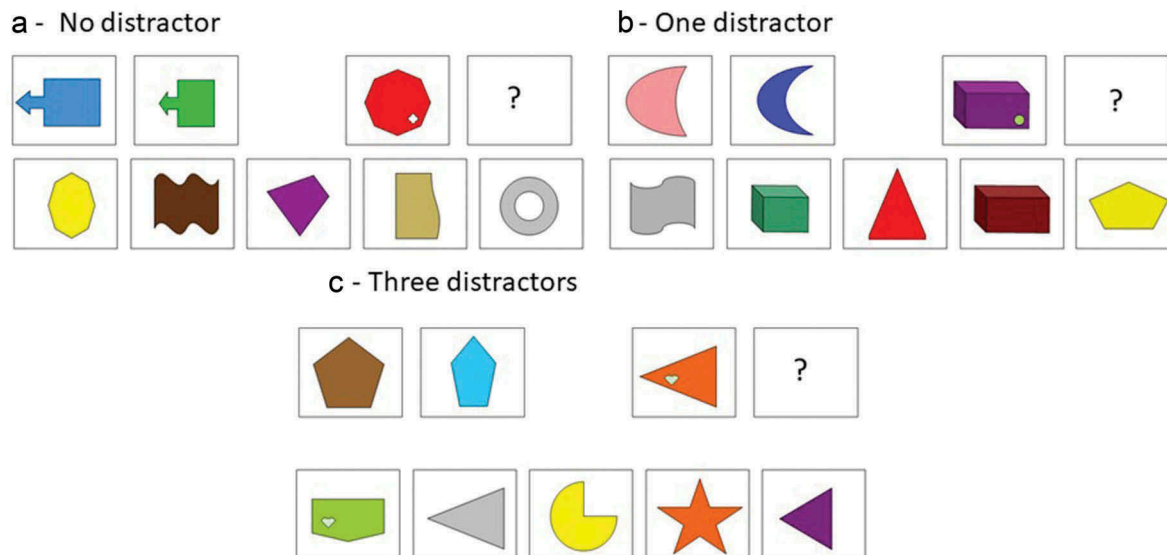 a - No distractor
b - One distractor
?
?
c - Three distractors
?